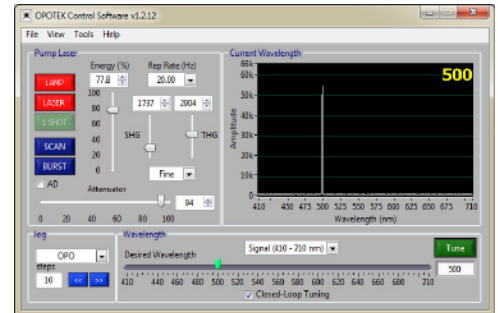 OPOTEK Control Software v1.2.12
File View Tools Help
Pump Laser
Energy (%) Rep Rate (Hz)
LAMP 77.8 20.00
100
LASER 80 1737 2904
1 SHOT 60
SHG THG
SCAN 40
20
BURST 0 Fine
AD Attenuator
94
0 20 40 60 80 100
Current Wavelength
500
66k
60k
50k
40k
30k
20k
10k
0
Amplitude
410 450 475 500 525 550 575 600 625 650 675 710
Wavelength (nm)
Jog
OPO
steps
10 << >>
Wavelength
Signal (410 - 710 nm) Tune
Desired Wavelength
500
410 440 460 480 500 520 540 560 580 600 620 640 660 680 710
Closed-Loop Tuning